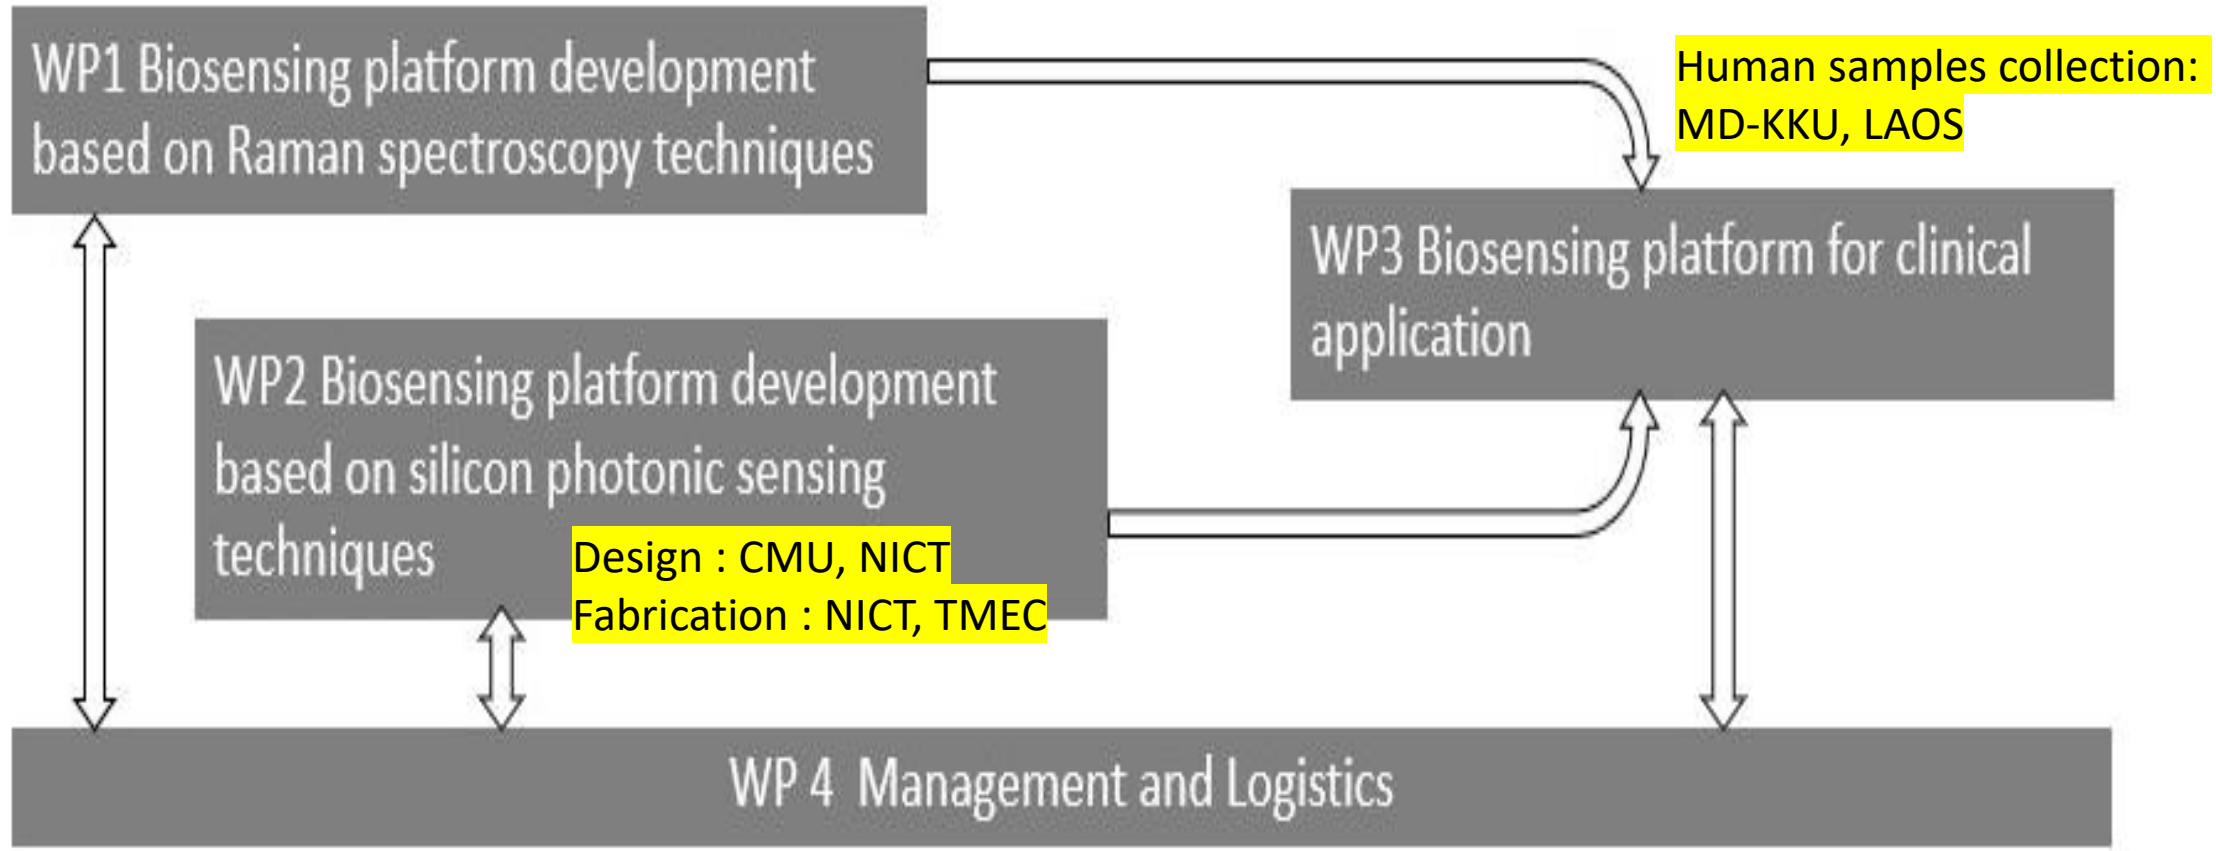 WP1 Biosensing platform development
based on Raman spectroscopy techniques
Human samples collection:
MD-KKU, LAOS
WP3 Biosensing platform for clinical
application
WP2 Biosensing platform development
based on silicon photonic sensing
techniques
Design : CMU, NICT
Fabrication : NICT, TMEC
WP 4 Management and Logistics